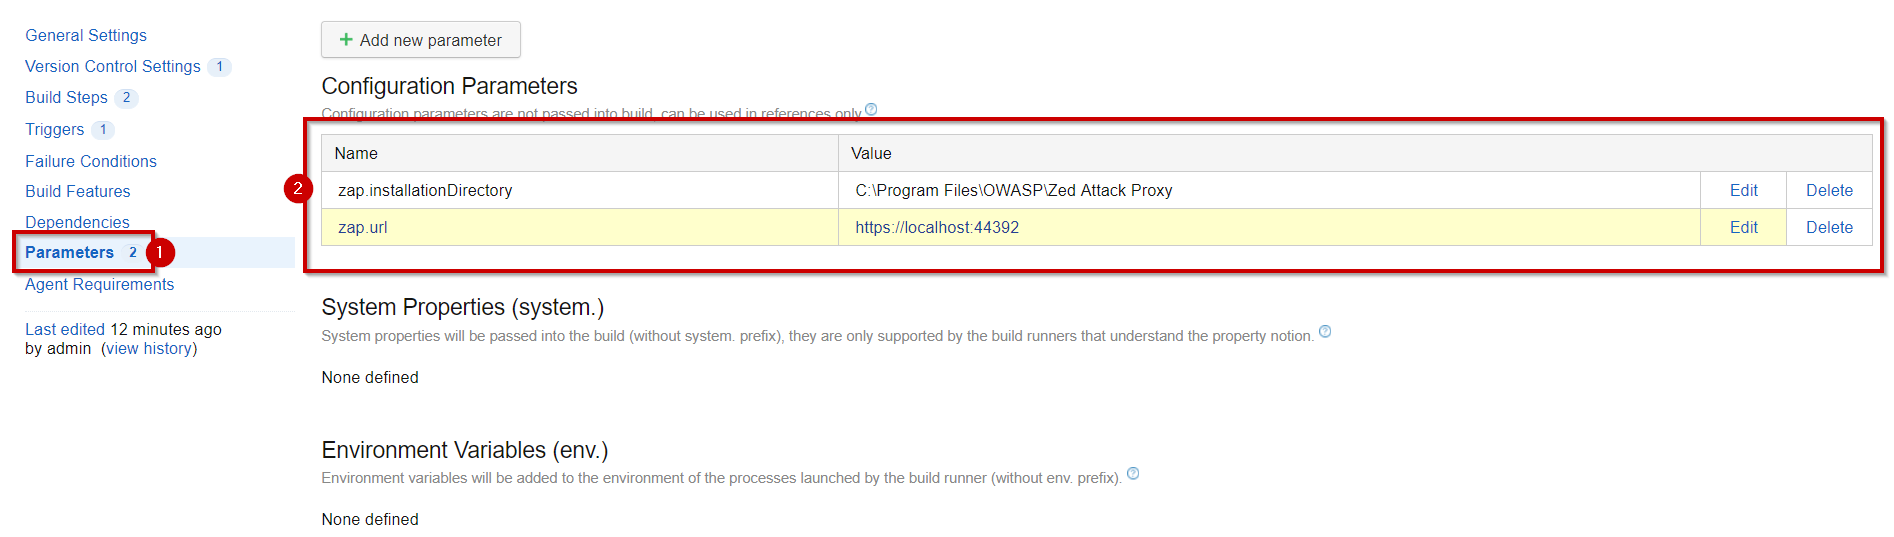 General Settings
Version Control Settings 1
Build Steps 2
Triggers 1
Failure Conditions
Build Features
Dependencies
Parameters 2 1
Agent Requirements
Last edited 12 minutes ago
by admin (view history)
+ Add new parameter
Configuration Parameters
Configuration parameters are not passed into build, can be used in references only. ?
2
Name Value
zap.installationDirectory C:\Program Files\OWASP\Zed Attack Proxy Edit Delete
zap.url https://localhost:44392 Edit Delete
System Properties (system.)
System properties will be passed into the build (without system. prefix), they are only supported by the build runners that understand the property notion. ?
None defined
Environment Variables (env.)
Environment variables will be added to the environment of the processes launched by the build runner (without env. prefix). ?
None defined